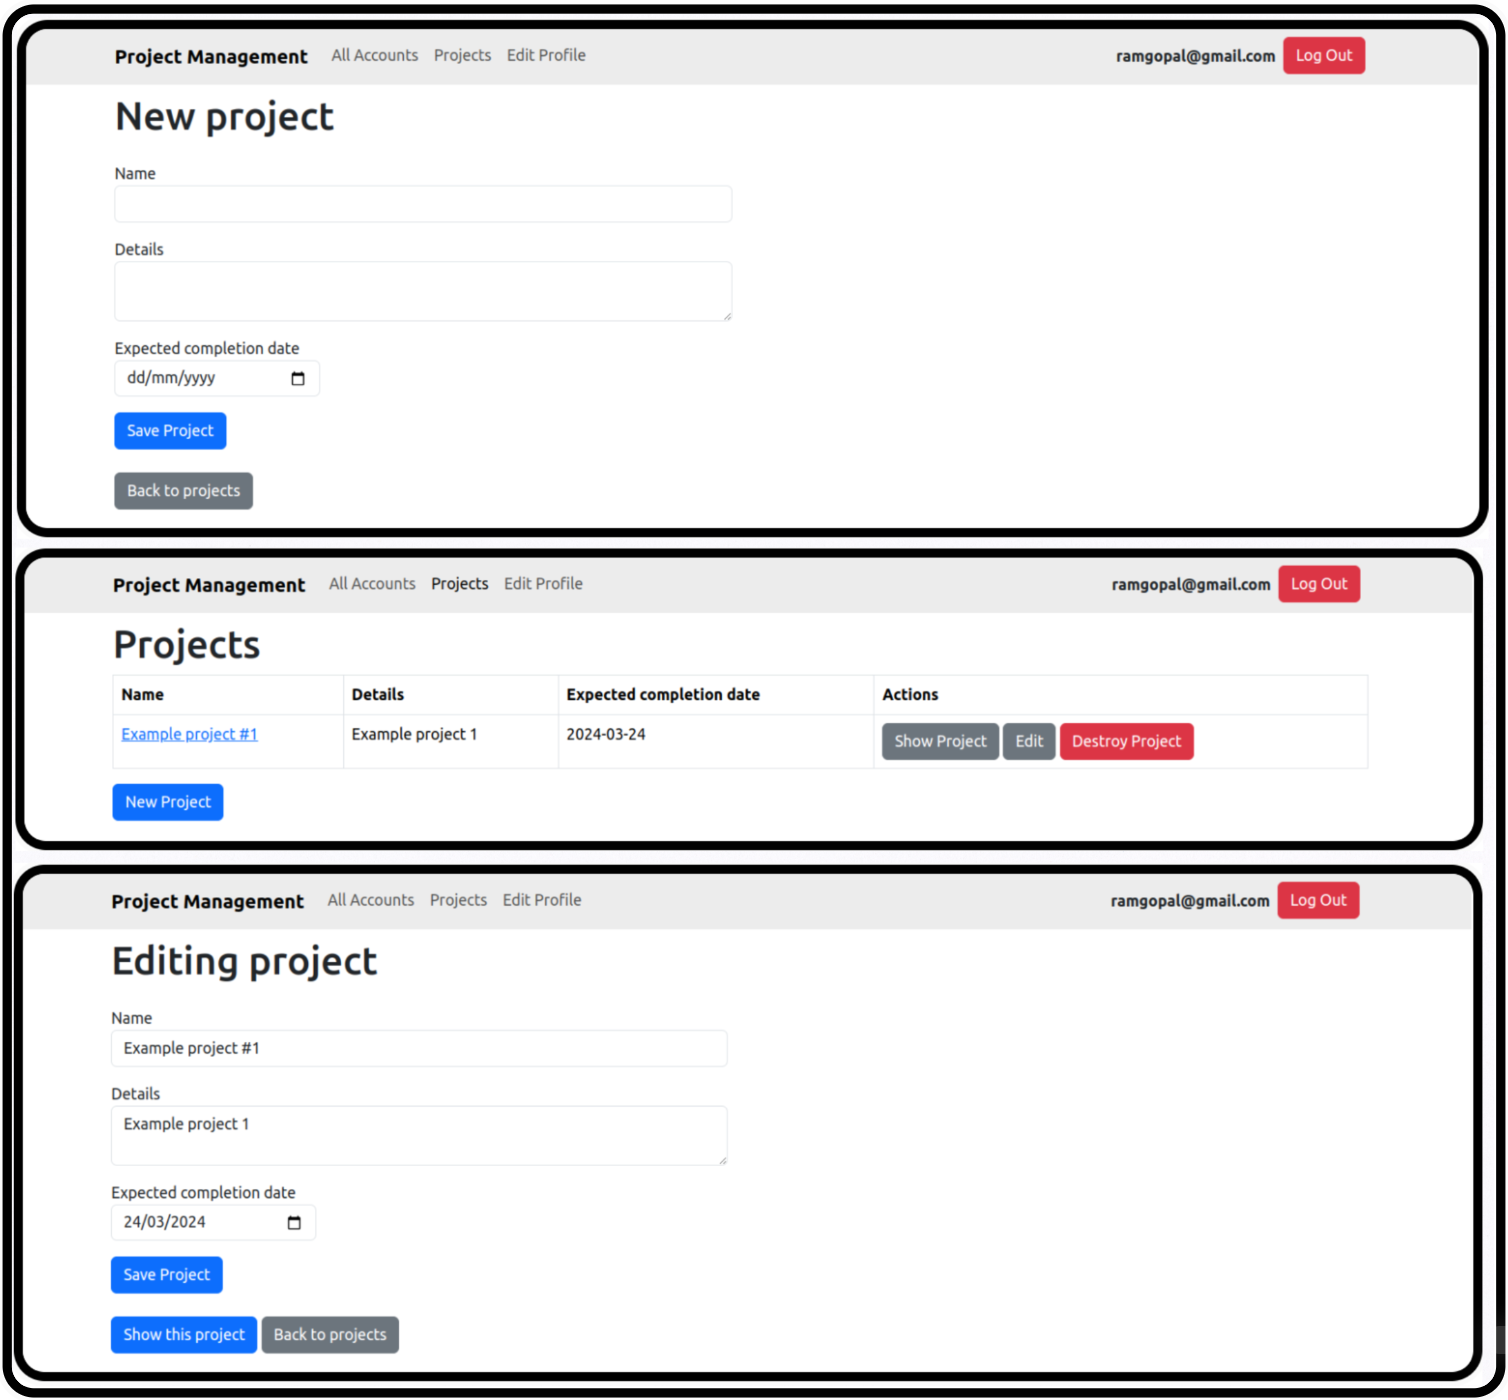 Project Management All Accounts Projects Edit Profile ramgopal@gmail.com Log Out
New project
Name
Details
Expected completion date
dd/mm/yyyy
Save Project
Back to projects
Project Management All Accounts Projects Edit Profile ramgopal@gmail.com Log Out
Projects
Name Details Expected completion date Actions
Example project #1 Example project 1 2024-03-24 Show Project Edit Destroy Project
New Project
Project Management All Accounts Projects Edit Profile ramgopal@gmail.com Log Out
Editing project
Name
Example project #1
Details
Example project 1
Expected completion date
24/03/2024
Save Project
Show this project Back to projects